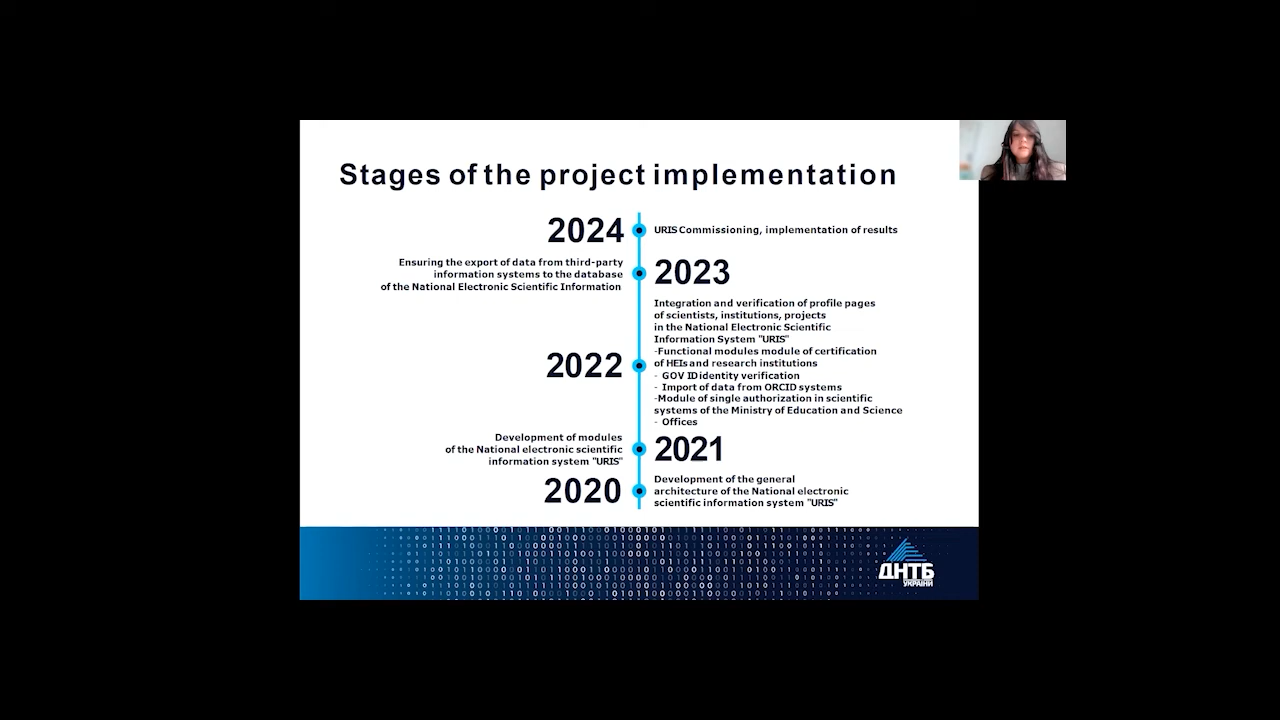 Stages of the project implementation
2024
URIS Commissioning, implementation of results
Ensuring the export of data from third-party
information systems to the database
of the National Electronic Scientific Information
2023
Integration and verification of profile pages
of scientists, institutions, projects
in the National Electronic Scientific
Information System "URIS"
-Functional modules module of certification
of HEIs and research institutions
- GOV ID identity verification
- Import of data from ORCID systems
-Module of single authorization in scientific
systems of the Ministry of Education and Science
- Offices
2022
Development of modules
of the National electronic scientific
information system "URIS"
2021
2020
Development of the general
architecture of the National electronic
scientific information system "URIS"
ДНТБ
УКРАЇНИ